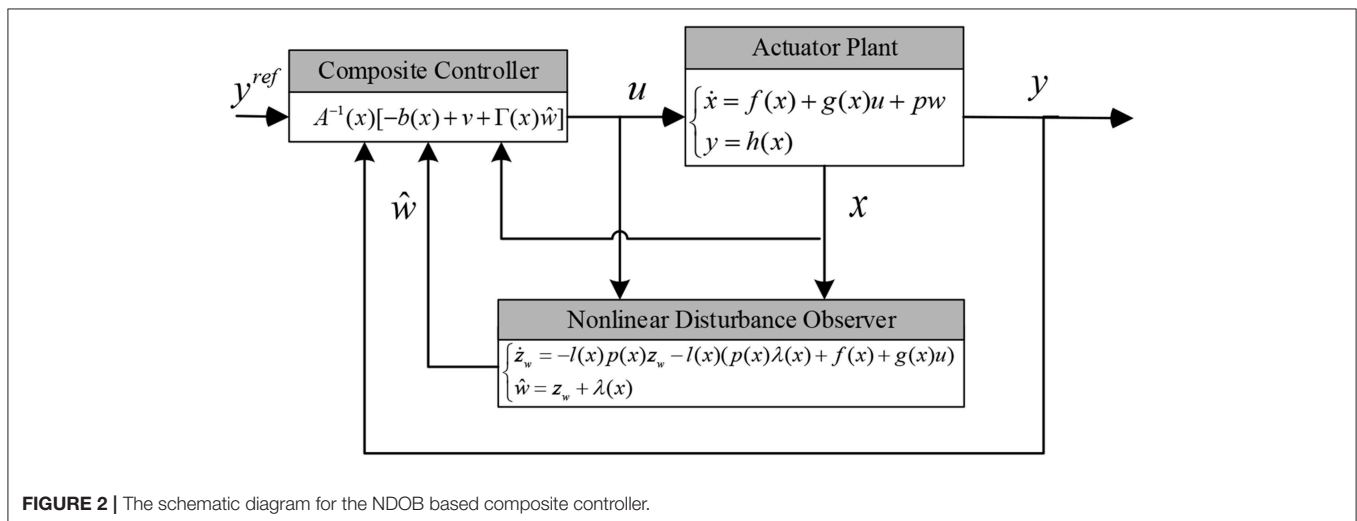 y^ref
Composite Controller
A⁻¹(x)[-b(x) + v + Γ(x)ŵ]
u
Actuator Plant
{ẋ = f(x) + g(x)u + pw
y = h(x)
y
ŵ
x
Nonlinear Disturbance Observer
{ż_w = -l(x)p(x)z_w - l(x)(p(x)λ(x) + f(x) + g(x)u)
ŵ = z_w + λ(x)
FIGURE 2 | The schematic diagram for the NDOB based composite controller.